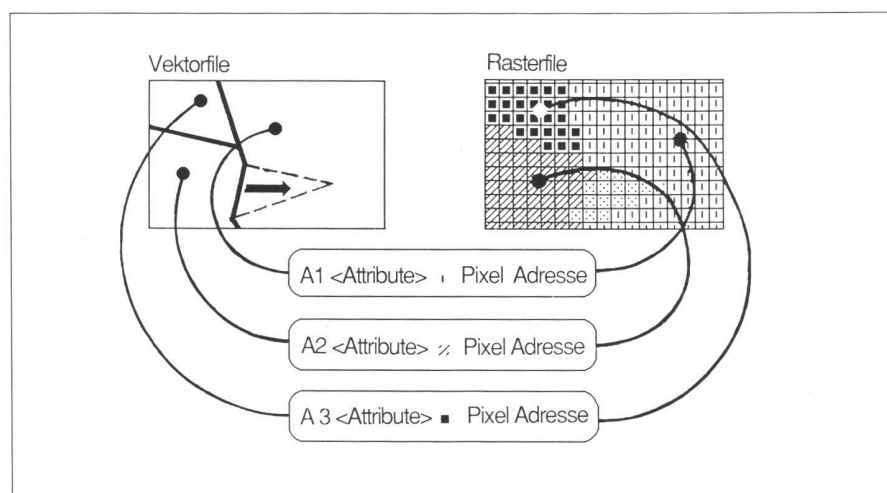 Vektorfile
Rasterfile
A1 <Attribute> Pixel Adresse
A2 <Attribute> Pixel Adresse
A 3 <Attribute> Pixel Adresse